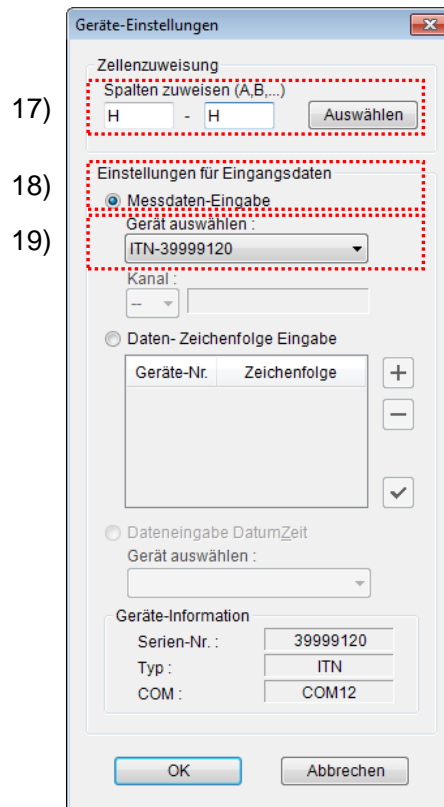 Geräte-Einstellungen
Zellenzuweisung
17) Spalten zuweisen (A,B,...)
H - H Auswählen
18) Einstellungen für Eingangsdaten
Messdaten-Eingabe
19) Gerät auswählen :
ITN-39999120
Kanal :
--
Daten- Zeichenfolge Eingabe
Geräte-Nr. Zeichenfolge
+
−
Dateneingabe DatumZeit
Gerät auswählen :
Geräte-Information
Serien-Nr. : 39999120
Typ : ITN
COM : COM12
OK Abbrechen